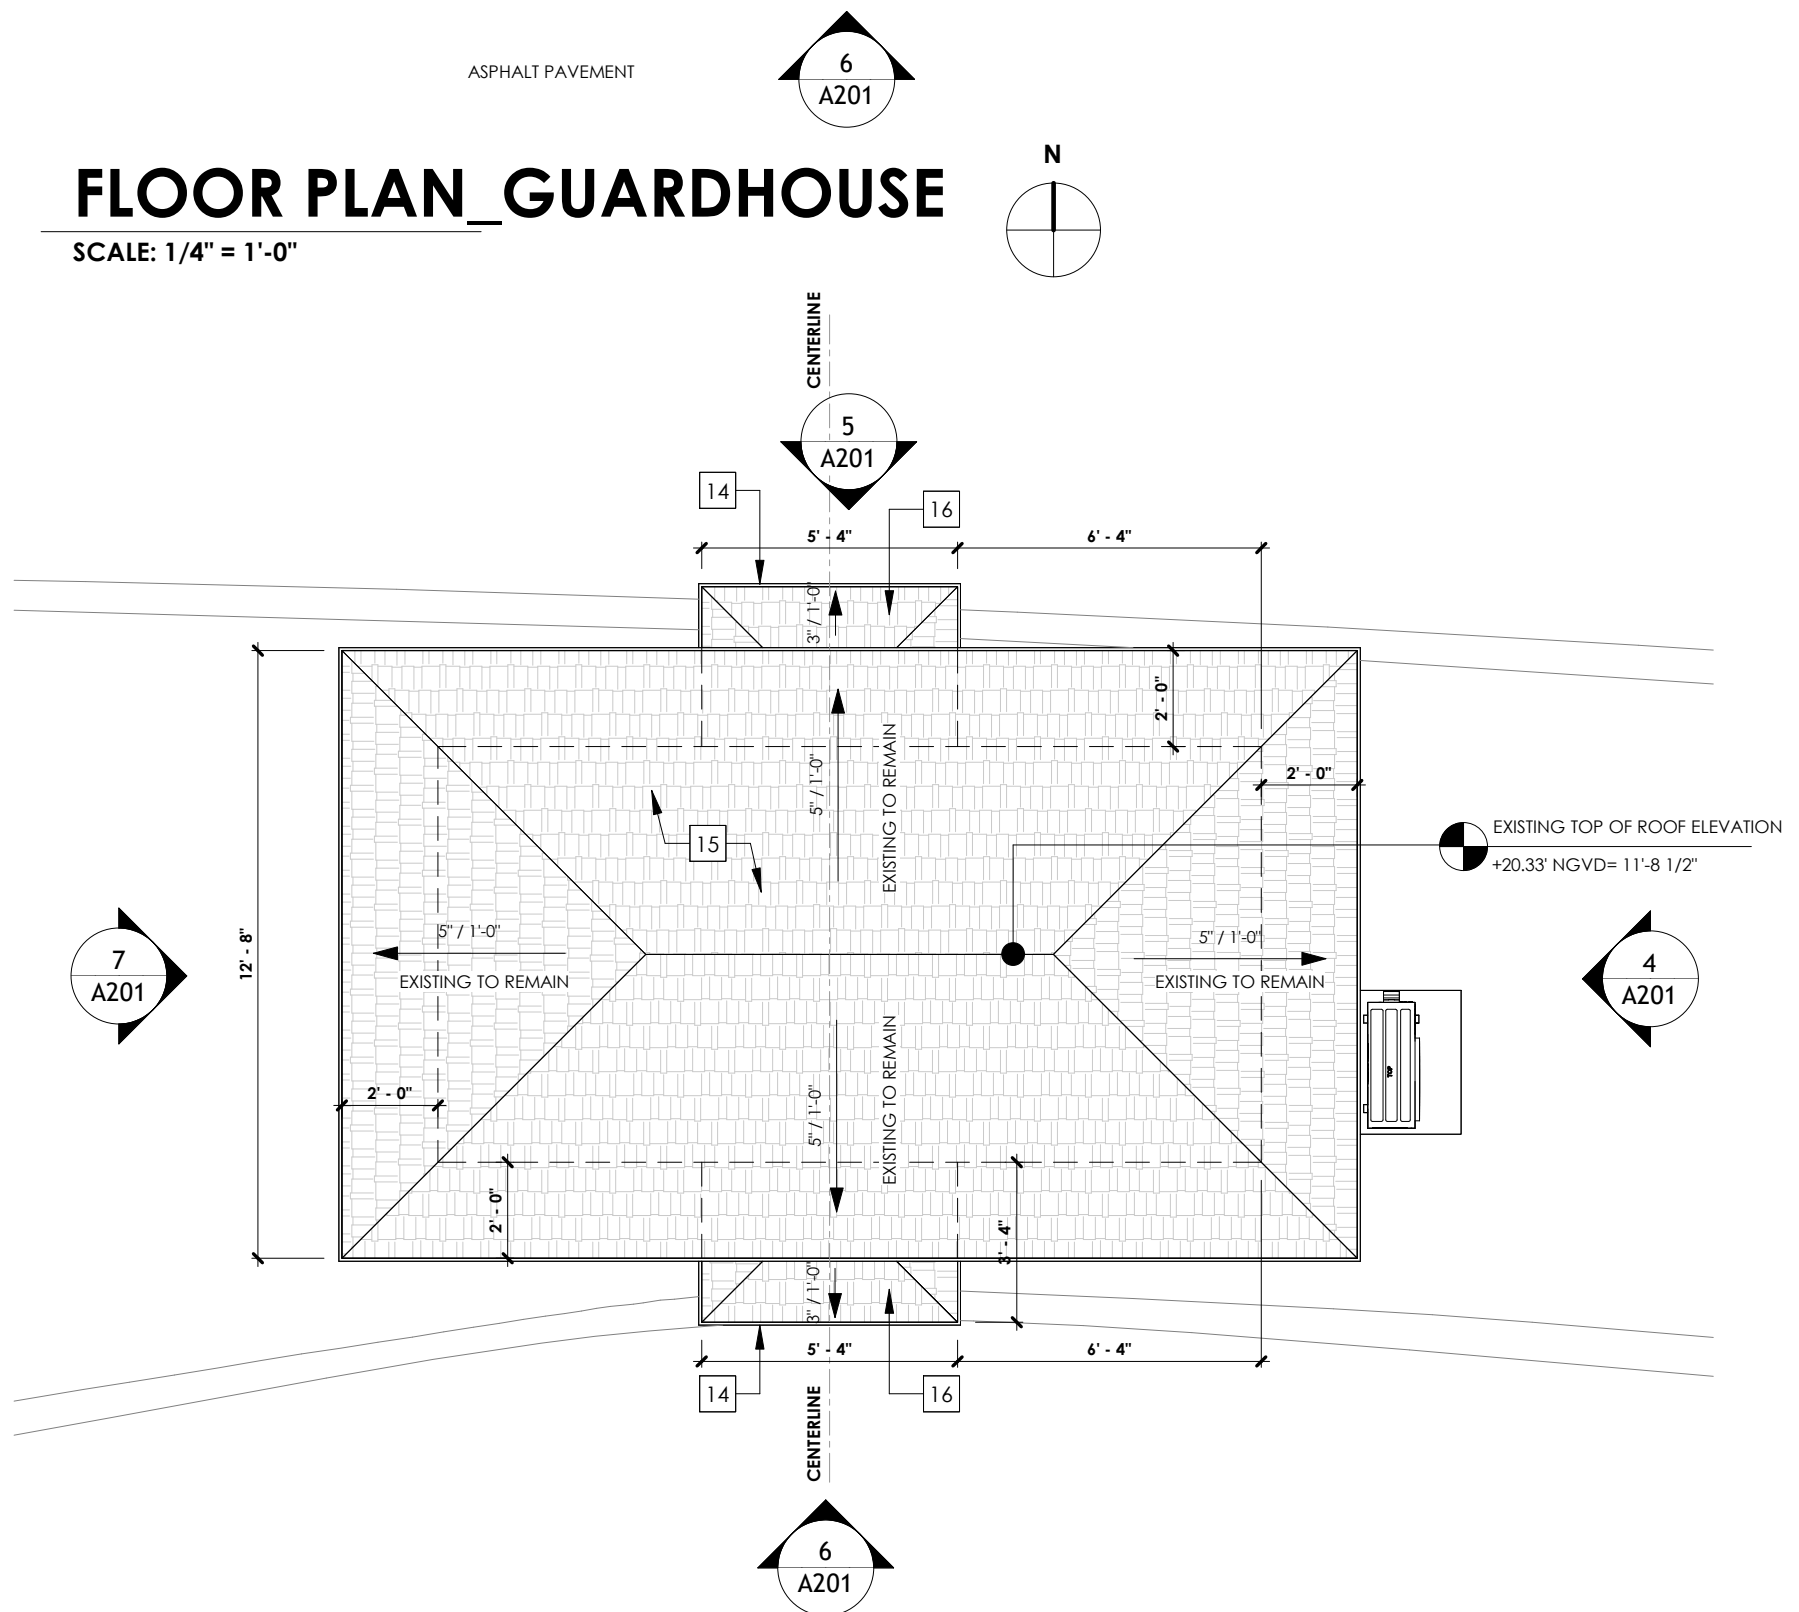 6
A201
ASPHALT PAVEMENT
N
FLOOR PLAN_GUARDHOUSE
SCALE: 1/4" = 1'-0"
CENTERLINE
5
A201
14
16
5' - 4"
6' - 4"
3" / 1'-0"
2' - 0"
5" / 1'-0"
EXISTING TO REMAIN
2' - 0"
15
EXISTING TOP OF ROOF ELEVATION
+20.33' NGVD= 11'-8 1/2"
12' - 8"
5" / 1'-0"
EXISTING TO REMAIN
5" / 1'-0"
EXISTING TO REMAIN
7
A201
4
A201
TOP
2' - 0"
5" / 1'-0"
EXISTING TO REMAIN
2' - 0"
3' - 4"
3" / 1'-0"
5' - 4"
6' - 4"
14
16
CENTERLINE
6
A201